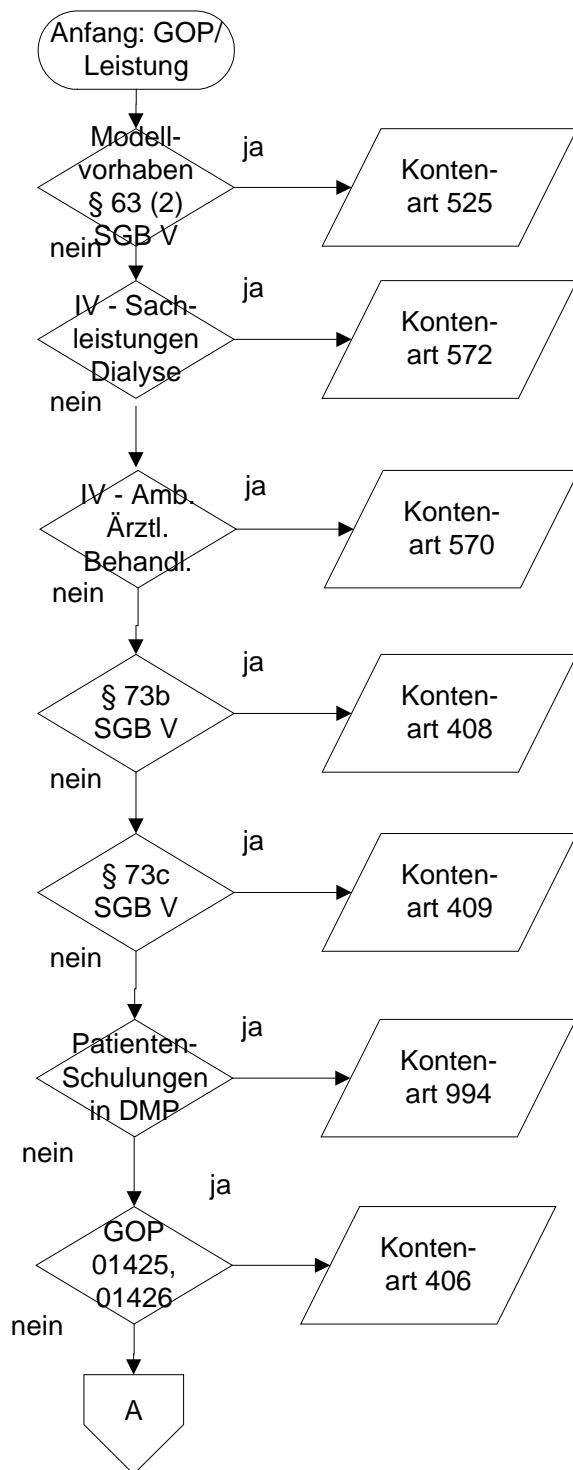 Anfang: GOP/
Leistung
Modell-
vorhaben
§ 63 (2)
SGB V
ja
Konten-
art 525
nein
IV - Sach-
leistungen
Dialyse
ja
Konten-
art 572
nein
IV - Amb.
Ärztl.
Behandl.
ja
Konten-
art 570
nein
§ 73b
SGB V
ja
Konten-
art 408
nein
§ 73c
SGB V
ja
Konten-
art 409
nein
Patienten-
Schulungen
in DMP
ja
Konten-
art 994
nein
GOP
01425,
01426
ja
Konten-
art 406
nein
A